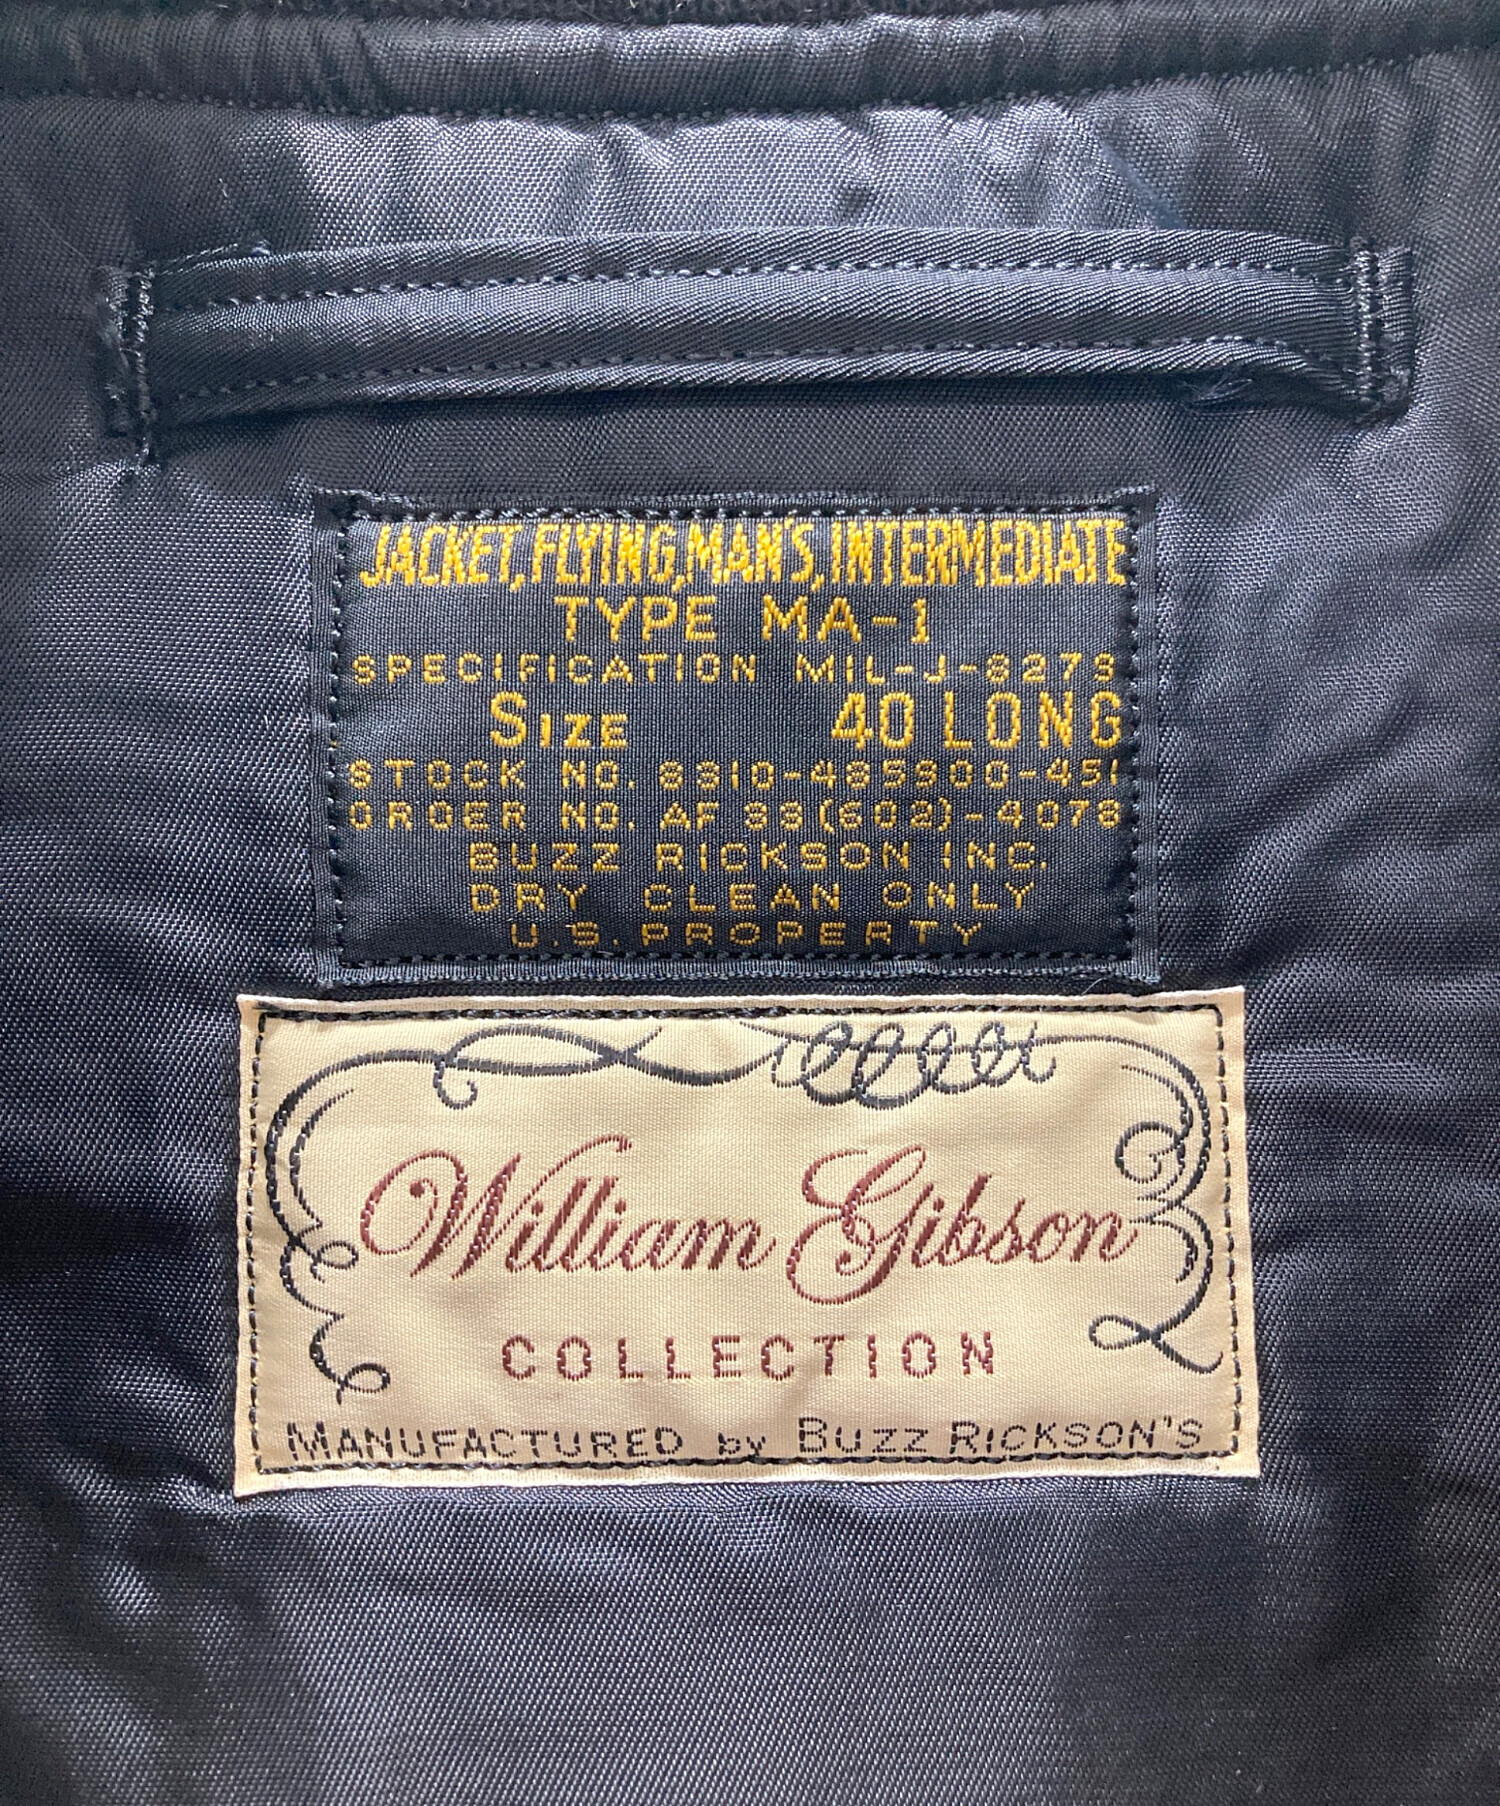 JACKET, FLYING, MAN'S, INTERMEDIATE
TYPE MA-1
SPECIFICATION MIL-J-8279
SIZE 40 LONG
STOCK NO. 8310-485900-451
ORDER NO. AF 33(602)-4078
BUZZ RICKSON INC.
DRY CLEAN ONLY
U.S. PROPERTY
William Gibson
COLLECTION
MANUFACTURED by BUZZ RICKSON'S